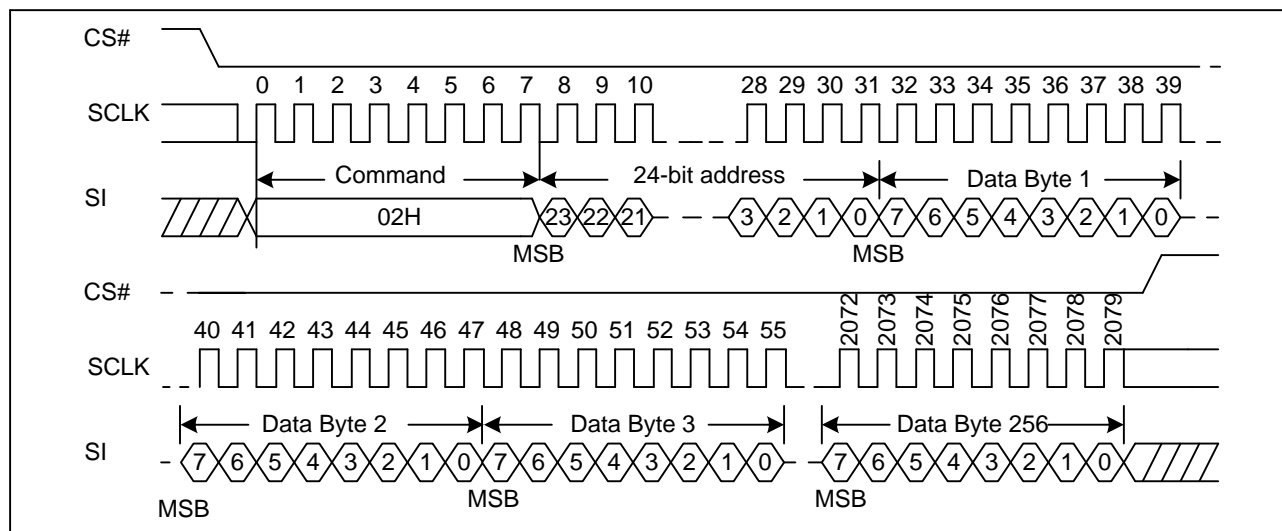 CS#
0 1 2 3 4 5 6 7 8 9 10 28 29 30 31 32 33 34 35 36 37 38 39
SCLK
Command 24-bit address Data Byte 1
SI
02H 23 22 21 3 2 1 0 7 6 5 4 3 2 1 0
MSB MSB
CS#
40 41 42 43 44 45 46 47 48 49 50 51 52 53 54 55 2072 2073 2074 2075 2076 2077 2078 2079
SCLK
Data Byte 2 Data Byte 3 Data Byte 256
SI
7 6 5 4 3 2 1 0 7 6 5 4 3 2 1 0 7 6 5 4 3 2 1 0
MSB MSB MSB